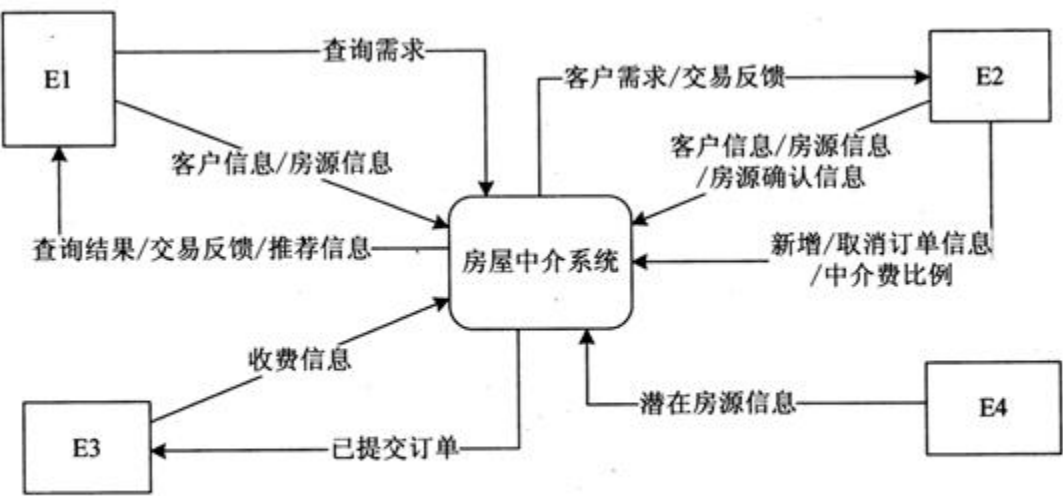 E1
查询需求
E2
客户需求/交易反馈
客户信息/房源信息
客户信息/房源信息
/房源确认信息
查询结果/交易反馈/推荐信息
房屋中介系统
新增/取消订单信息
/中介费比例
收费信息
潜在房源信息
E4
E3
已提交订单